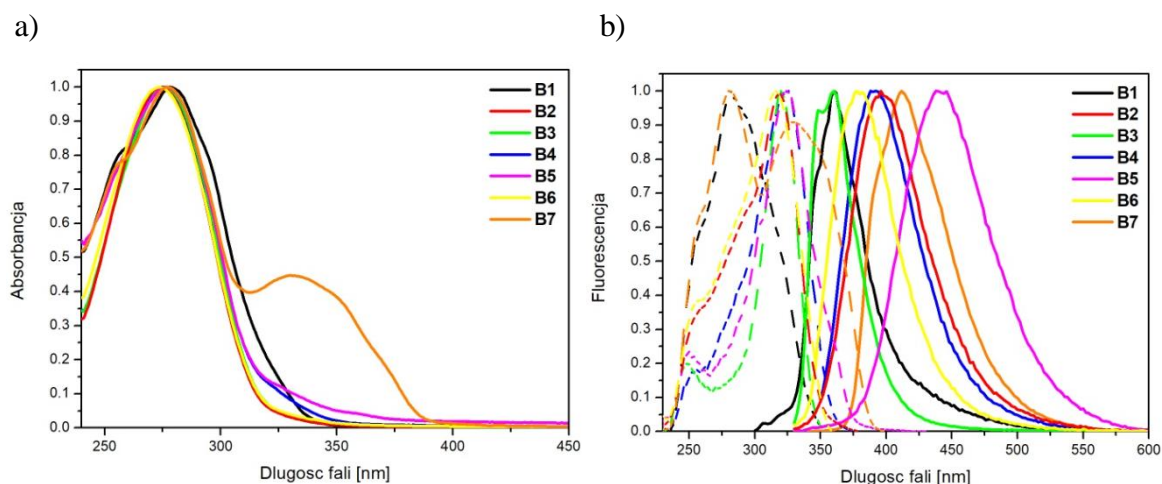 a)
b)
1.0
0.9
0.8
0.7
0.6
0.5
0.4
0.3
0.2
0.1
0.0
Absorbancja
250
300
350
400
450
Dlugosc fali [nm]
B1
B2
B3
B4
B5
B6
B7
1.0
0.9
0.8
0.7
0.6
0.5
0.4
0.3
0.2
0.1
0.0
Fluorescencja
250
300
350
400
450
500
550
600
Dlugosc fali [nm]
B1
B2
B3
B4
B5
B6
B7